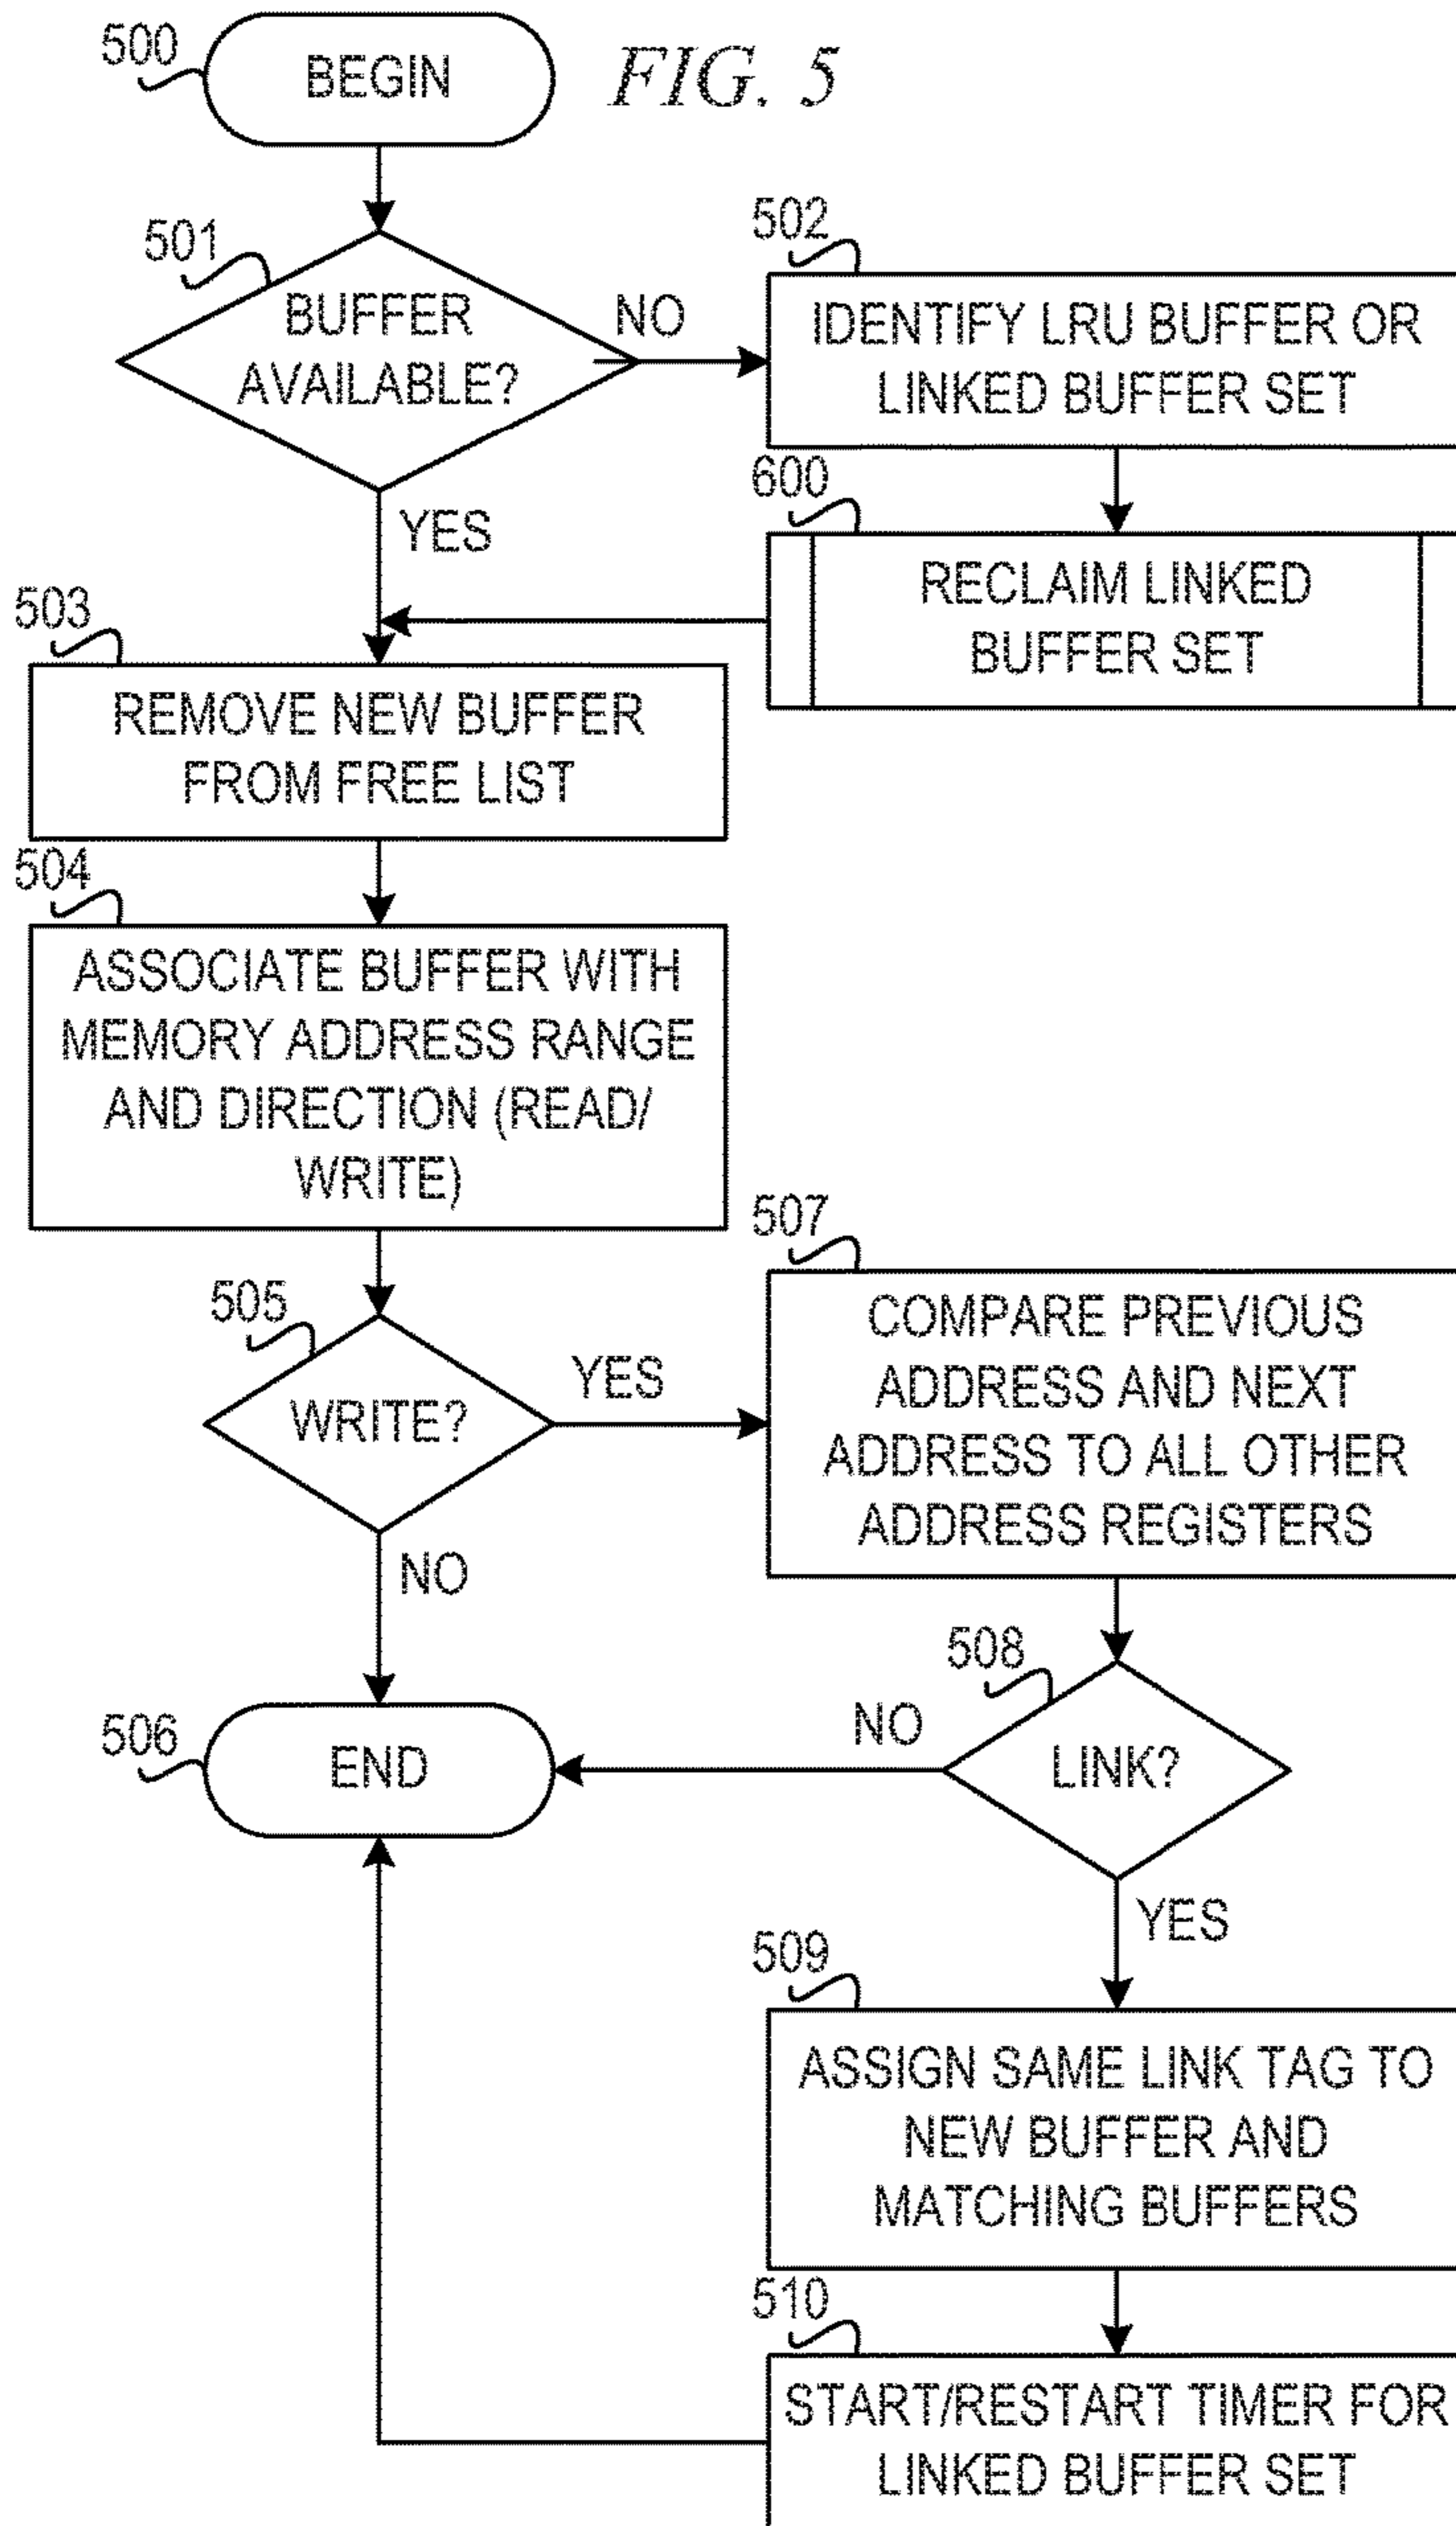 500
BEGIN
FIG. 5
501
BUFFER
AVAILABLE?
NO
502
IDENTIFY LRU BUFFER OR
LINKED BUFFER SET
YES
600
RECLAIM LINKED
BUFFER SET
503
REMOVE NEW BUFFER
FROM FREE LIST
504
ASSOCIATE BUFFER WITH
MEMORY ADDRESS RANGE
AND DIRECTION (READ/
WRITE)
505
WRITE?
YES
507
COMPARE PREVIOUS
ADDRESS AND NEXT
ADDRESS TO ALL OTHER
ADDRESS REGISTERS
NO
506
END
508
LINK?
NO
YES
509
ASSIGN SAME LINK TAG TO
NEW BUFFER AND
MATCHING BUFFERS
510
START/RESTART TIMER FOR
LINKED BUFFER SET